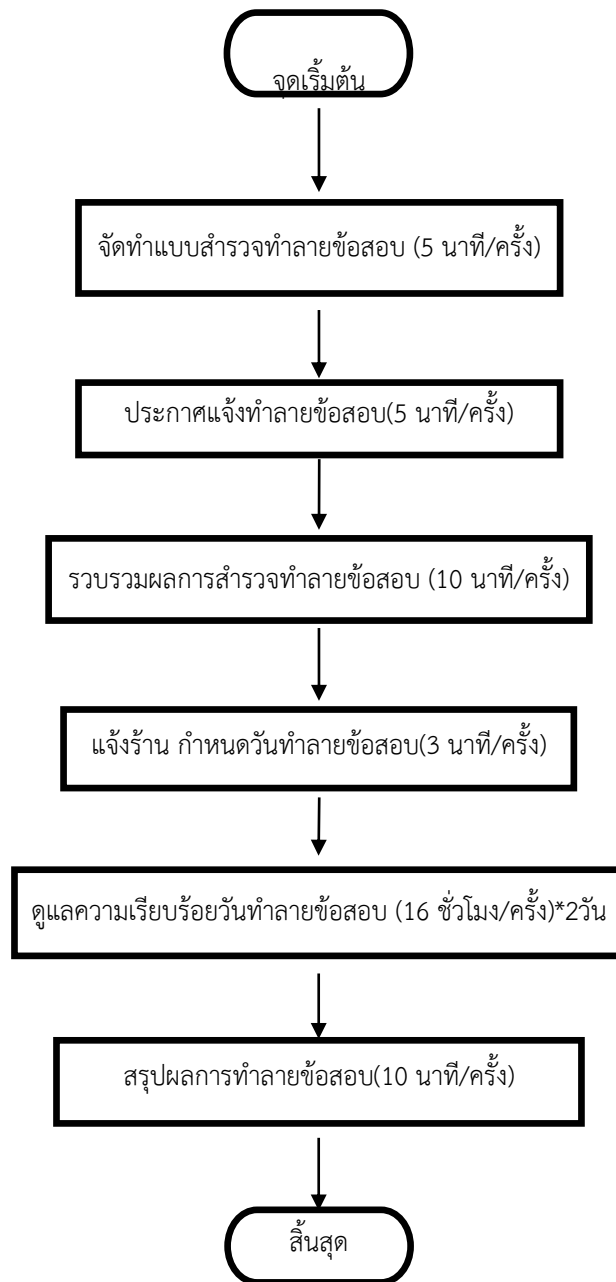 จุดเริ้มต้น
จัดทำแบบสำรวจทำลายข้อสอบ (5 นาที/ครั้ง)
ประกาศแจ้งทำลายข้อสอบ(5 นาที/ครั้ง)
รวบรวมผลการสำรวจทำลายข้อสอบ (10 นาที/ครั้ง)
แจ้งร้าน กำหนดวันทำลายข้อสอบ(3 นาที/ครั้ง)
ดูแลความเรียบร้อยวันทำลายข้อสอบ (16 ชั่วโมง/ครั้ง)*2วัน
สรุปผลการทำลายข้อสอบ(10 นาที/ครั้ง)
สิ้นสุด